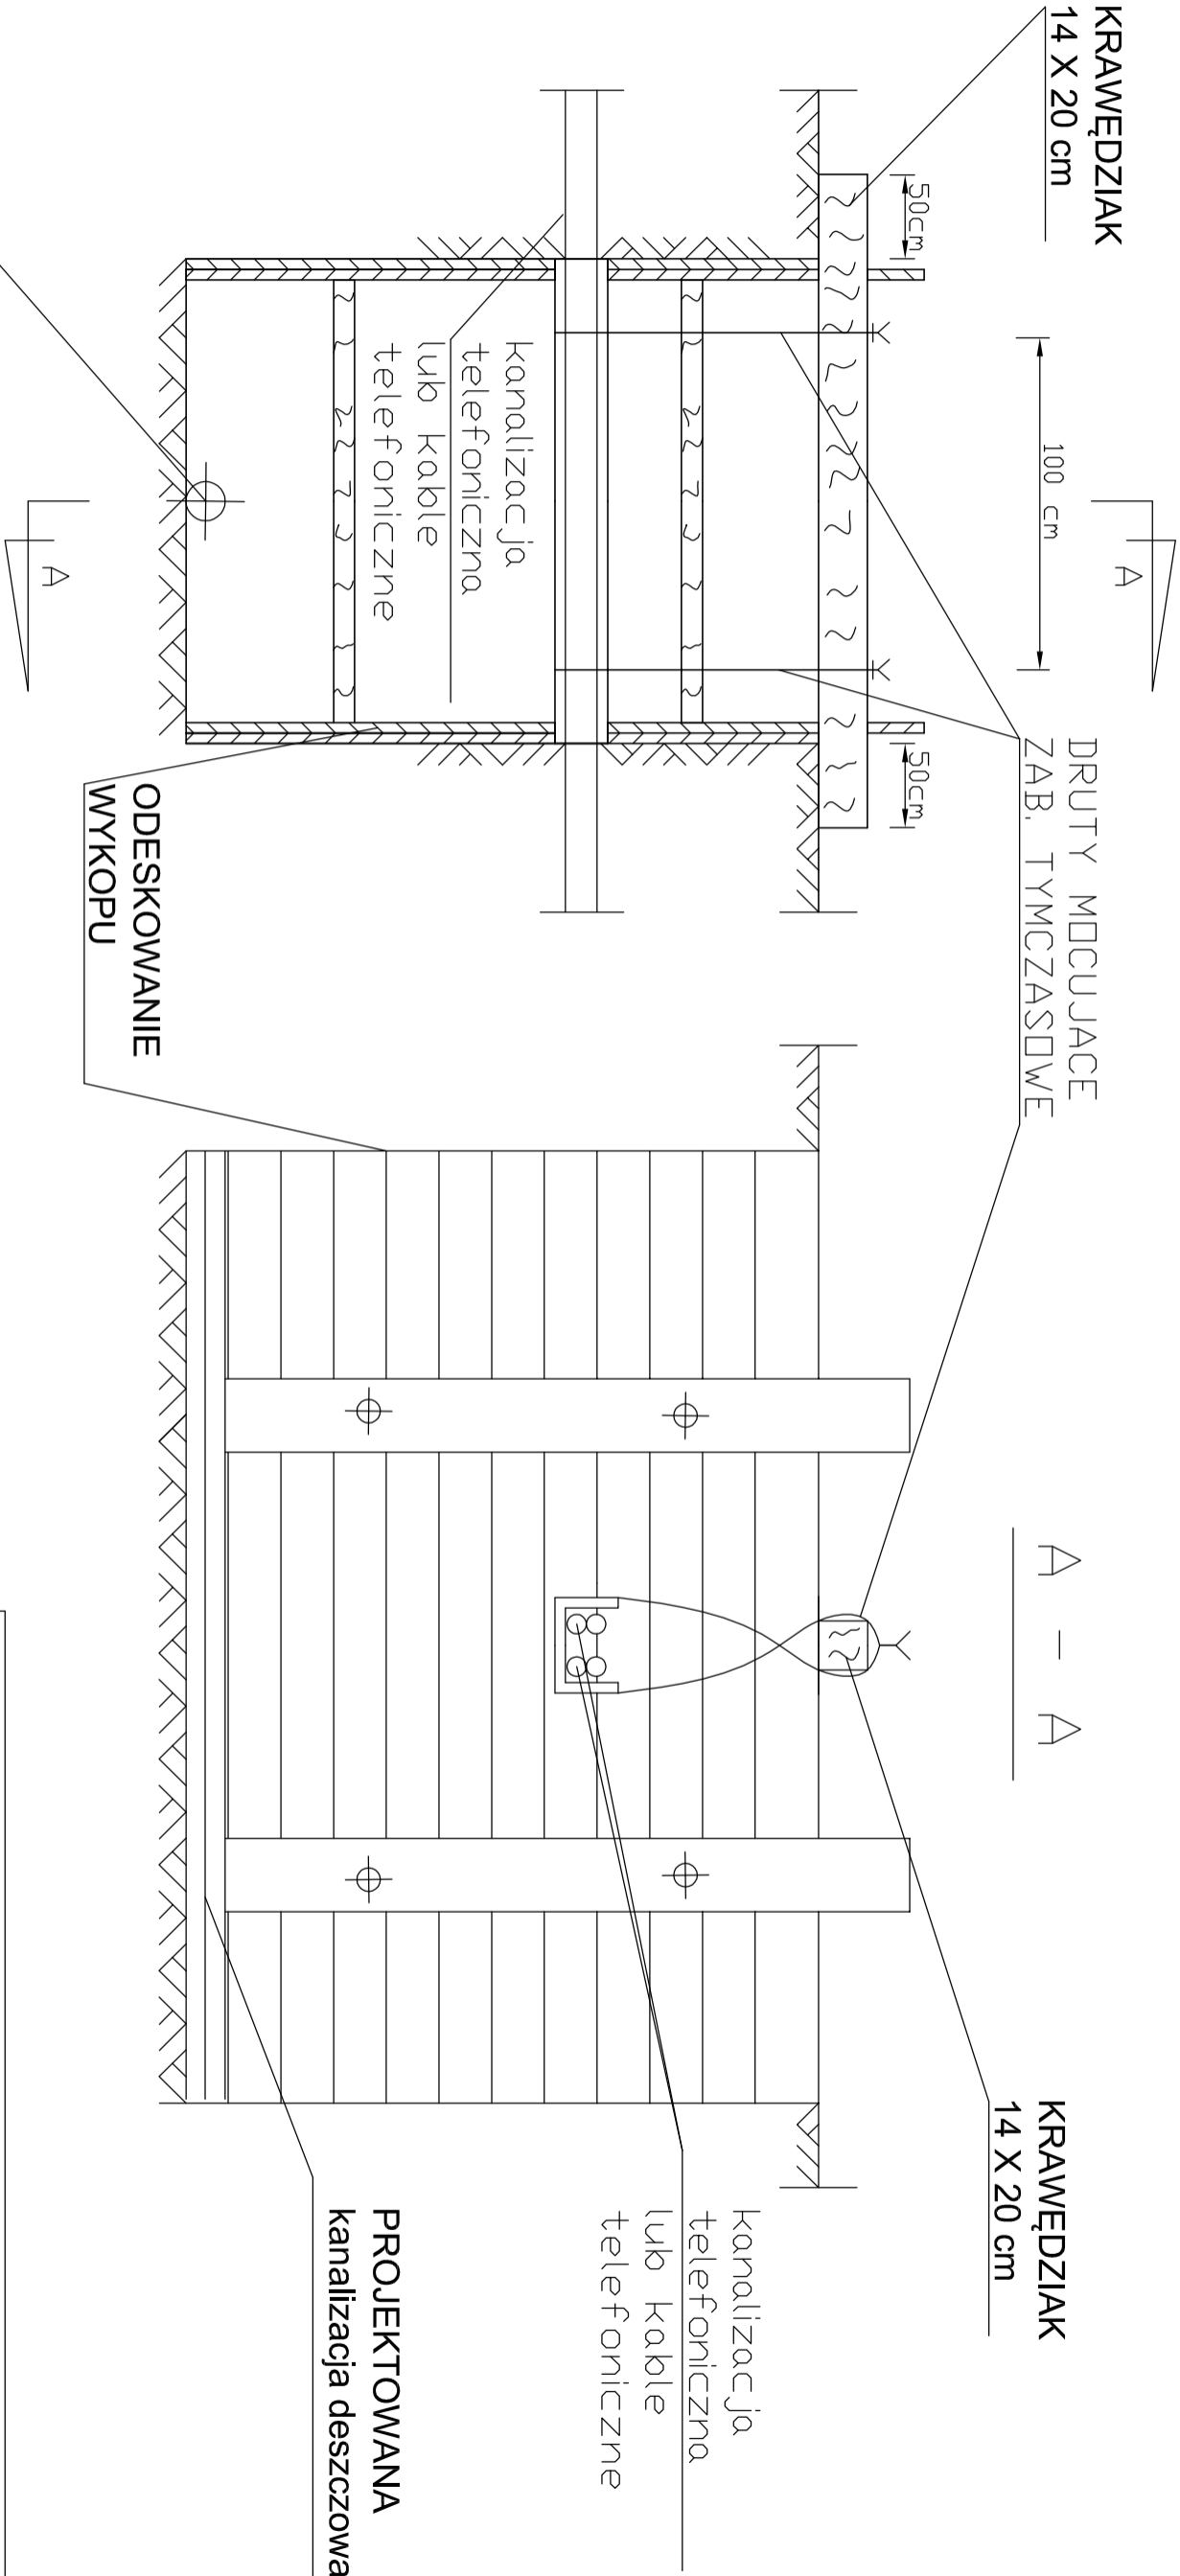 KRAWĘDZIAK
14 X 20 cm
50cm
100 cm
50cm
A
A
DRUTY MOCUJACE
ZAB. TYMCZASOWE
kanalizacja
telefoniczna
lub kable
telefoniczne
ODESKOWANIE
WYKOPU
A - A
KRAWĘDZIAK
14 X 20 cm
kanalizacja
telefoniczna
lub kable
telefoniczne
PROJEKTOWANA
kanalizacja deszczowa